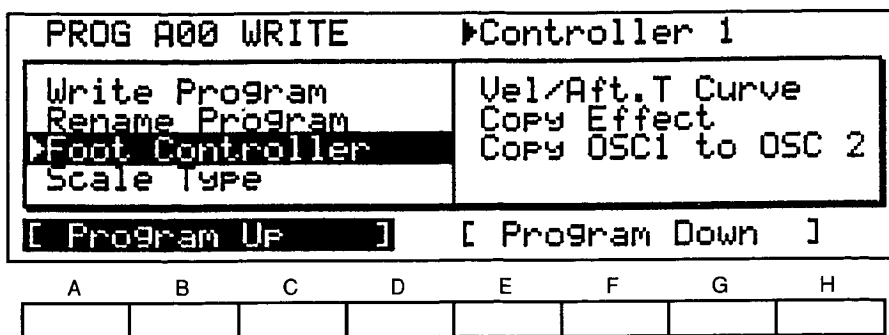 PROG A00 WRITE ▶Controller 1
Write Program Vel/Aft.T Curve
Rename Program Copy Effect
▶Foot Controller Copy OSC1 to OSC 2
Scale Type
[ Program Up ] [ Program Down ]
A B C D E F G H